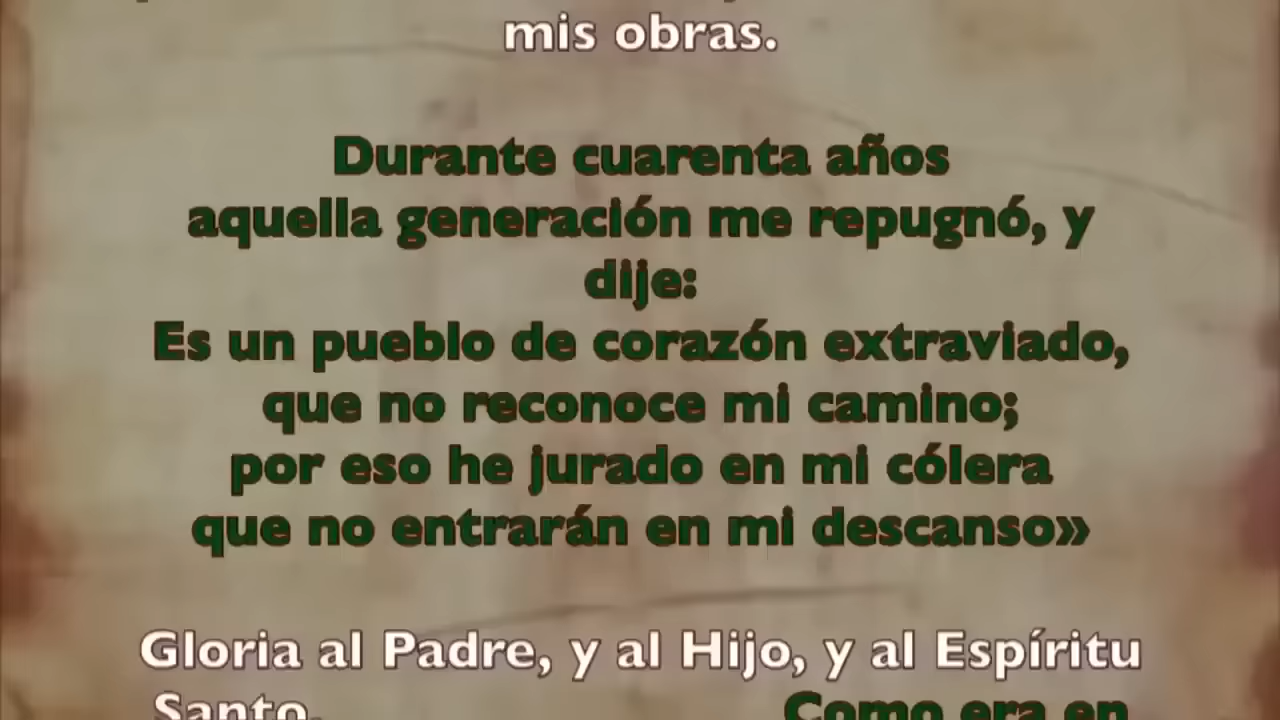 mis obras.
Durante cuarenta años
aquella generación me repugnó, y
dije:
Es un pueblo de corazón extraviado,
que no reconoce mi camino;
por eso he jurado en mi cólera
que no entrarán en mi descanso»
Gloria al Padre, y al Hijo, y al Espíritu
Santo. Como era en